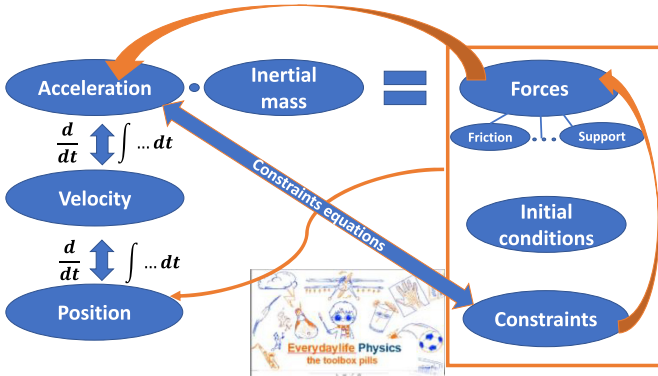 Acceleration
Inertial
mass
=
Forces
Friction
...
Support
d
dt
∫ ... dt
Velocity
Constraints equations
Initial
conditions
d
dt
∫ ... dt
Position
Constraints
Everydaylife Physics
the toolbox pills